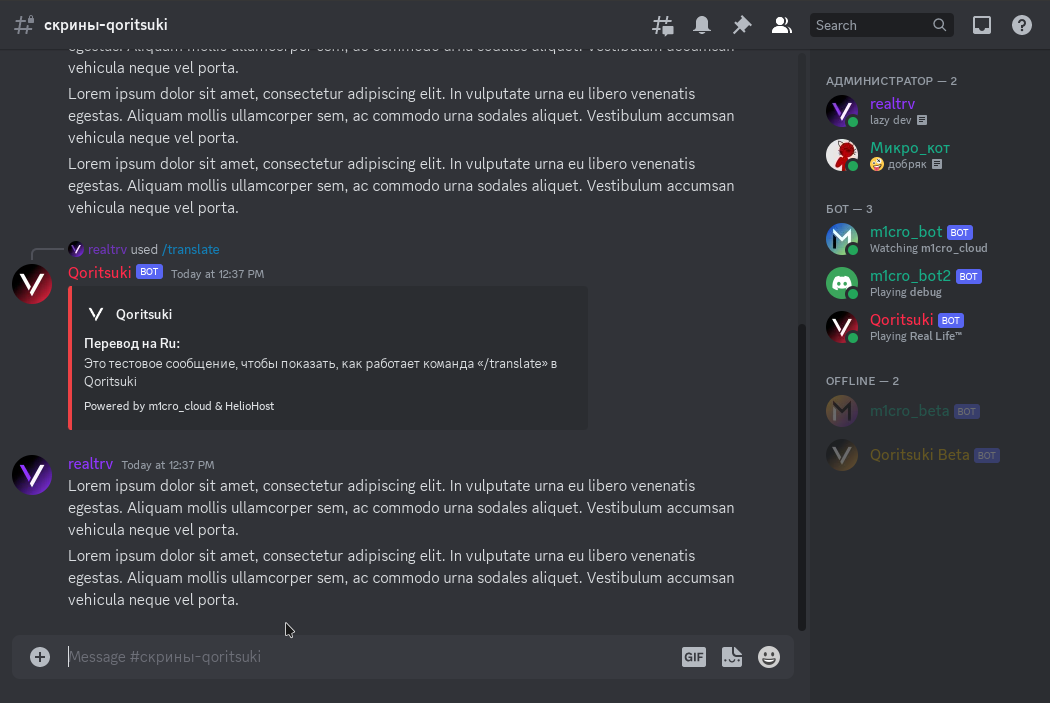 скрины-qoritsuki
Search
egestas. Aliquam mollis ullamcorper sem, ac commodo urna sodales aliquet. Vestibulum accumsan
vehicula neque vel porta.
Lorem ipsum dolor sit amet, consectetur adipiscing elit. In vulputate urna eu libero venenatis
egestas. Aliquam mollis ullamcorper sem, ac commodo urna sodales aliquet. Vestibulum accumsan
vehicula neque vel porta.
Lorem ipsum dolor sit amet, consectetur adipiscing elit. In vulputate urna eu libero venenatis
egestas. Aliquam mollis ullamcorper sem, ac commodo urna sodales aliquet. Vestibulum accumsan
vehicula neque vel porta.
realtrv used /translate
Qoritsuki BOT Today at 12:37 PM
Qoritsuki
Перевод на Ru:
Это тестовое сообщение, чтобы показать, как работает команда «/translate» в
Qoritsuki
Powered by m1cro_cloud & HelioHost
realtrv Today at 12:37 PM
Lorem ipsum dolor sit amet, consectetur adipiscing elit. In vulputate urna eu libero venenatis
egestas. Aliquam mollis ullamcorper sem, ac commodo urna sodales aliquet. Vestibulum accumsan
vehicula neque vel porta.
Lorem ipsum dolor sit amet, consectetur adipiscing elit. In vulputate urna eu libero venenatis
egestas. Aliquam mollis ullamcorper sem, ac commodo urna sodales aliquet. Vestibulum accumsan
vehicula neque vel porta.
Message #скрины-qoritsuki
GIF
АДМИНИСТРАТОР — 2
realtrv
lazy dev
Микро_кот
добряк
БОТ — 3
m1cro_bot BOT
Watching m1cro_cloud
m1cro_bot2 BOT
Playing debug
Qoritsuki BOT
Playing Real Life™
OFFLINE — 2
m1cro_beta BOT
Qoritsuki Beta BOT